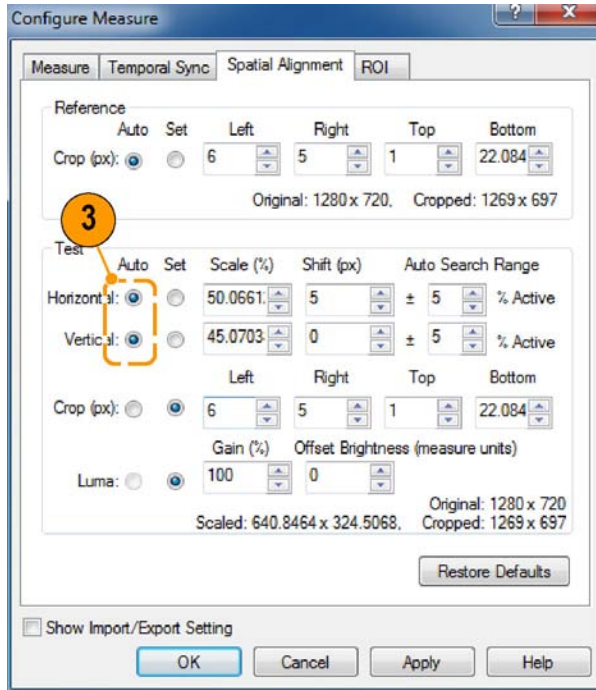 Configure Measure
?
X
Measure Temporal Sync Spatial Alignment ROI
Reference
Auto Set Left Right Top Bottom
Crop (px): 6 5 1 22.084
Original: 1280 x 720, Cropped: 1269 x 697
3
Test
Auto Set Scale (%) Shift (px) Auto Search Range
Horizontal: 50.0661 5 ± 5 % Active
Vertical: 45.0703 0 ± 5 % Active
Left Right Top Bottom
Crop (px): 6 5 1 22.084
Gain (%) Offset Brightness (measure units)
Luma: 100 0
Original: 1280 x 720
Scaled: 640.8464 x 324.5068, Cropped: 1269 x 697
Restore Defaults
Show Import/Export Setting
OK Cancel Apply Help